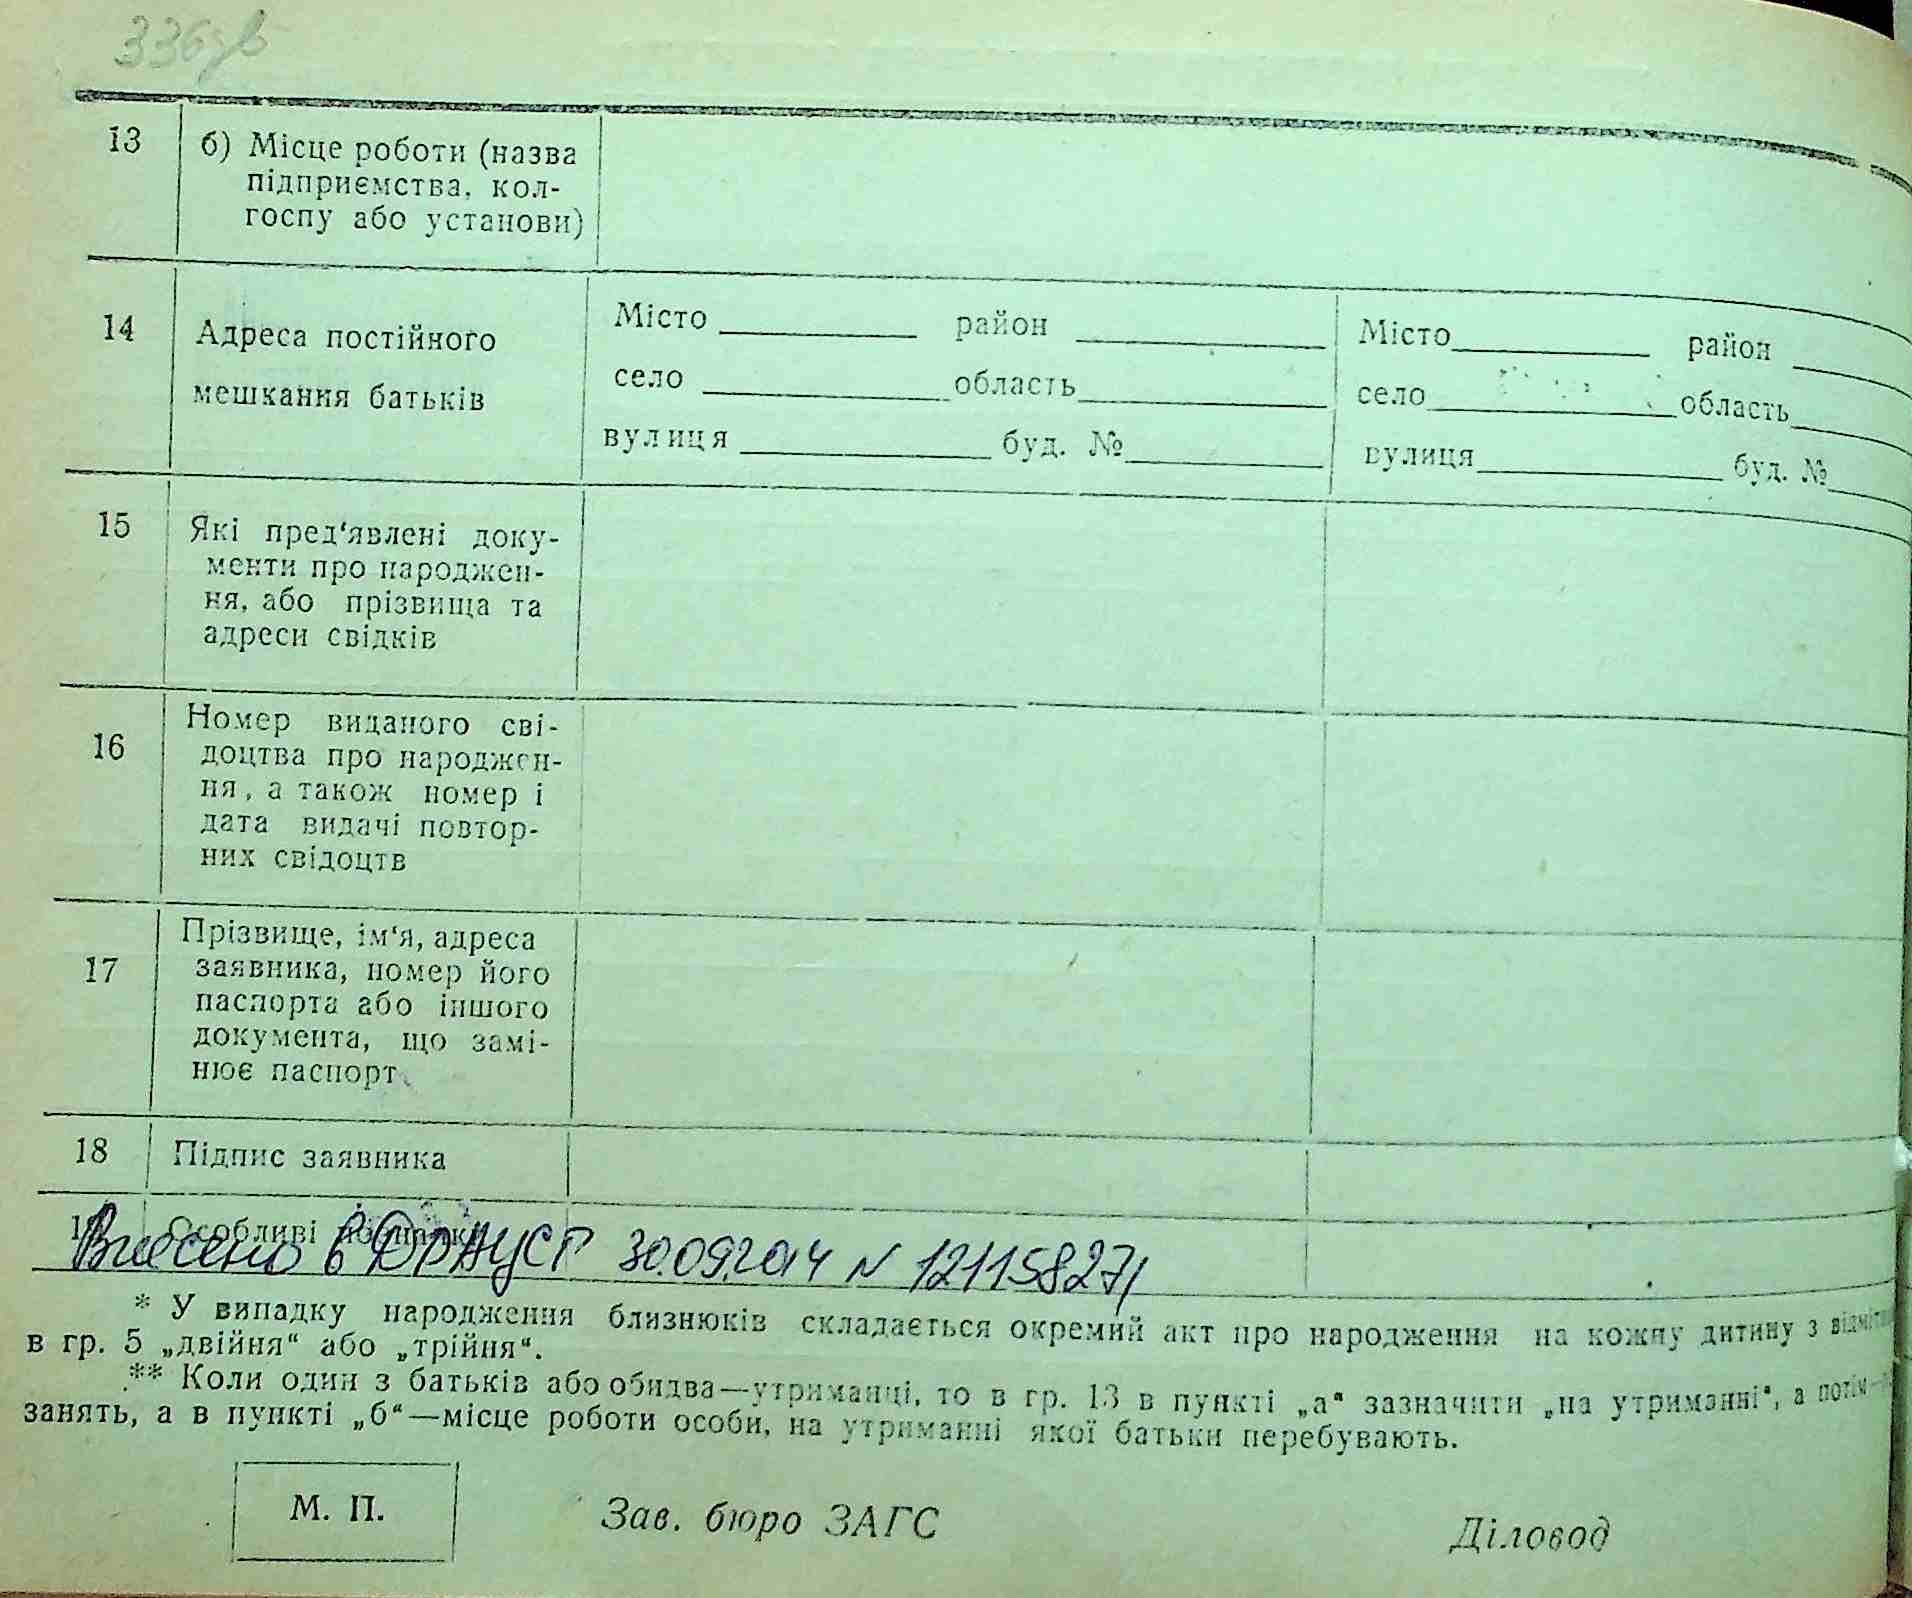 336зв
13 б) Місце роботи (назва
підприємства, кол-
госпу або установи)
14 Адреса постійного
мешкання батьків
Місто район
село область
вулиця буд. №
Місто район
село область
вулиця буд. №
15 Які пред‘явлені доку-
менти про народжен-
ня, або прізвища та
адреси свідків
16 Номер виданого сві-
доцтва про народжен-
ня, а також номер і
дата видачі повтор-
них свідоцтв
17 Прізвище, ім‘я, адреса
заявника, номер його
паспорта або іншого
документа, що замі-
нює паспорт
18 Підпис заявника
Особливі
Внесено в ДРАЦСГ 30.09.2014 N 12115827/
* У випадку народження близнюків складається окремий акт про народження на кожну дитину з
в гр. 5 „двійня“ або „трійня“.
** Коли один з батьків або обидва—утриманці, то в гр. 13 в пункті „а“ зазначити „на утриманні“, а потім—
занять, а в пункті „б“—місце роботи особи, на утриманні якої батьки перебувають.
М. П. Зав. бюро ЗАГС Діловод